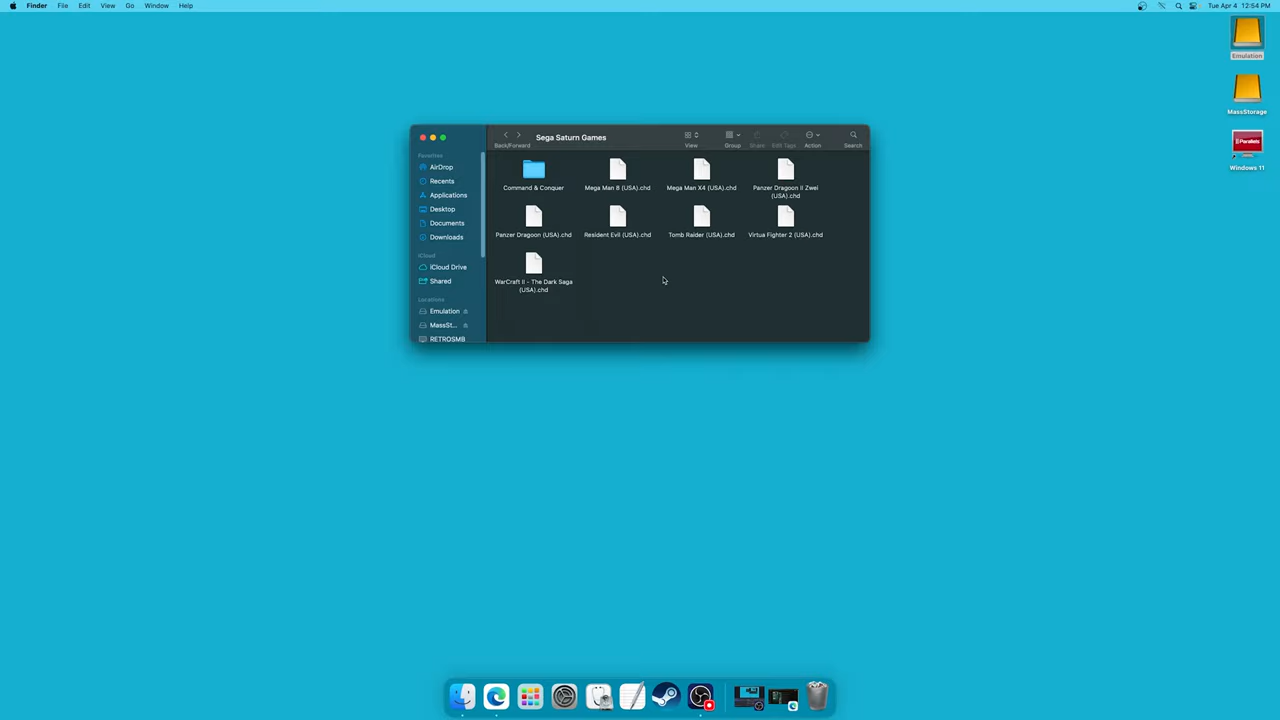 Finder File Edit View Go Window Help
Tue Apr 4 12:54 PM
Emulation
MassStorage
Parallels
Windows 11
Back/Forward
Sega Saturn Games
View
Group
Share
Edit Tags
Action
Search
Favorites
AirDrop
Recents
Applications
Desktop
Documents
Downloads
iCloud
iCloud Drive
Shared
Locations
Emulation
MassSt...
RETROSMB
Command & Conquer
Mega Man 8 (USA).chd
Mega Man X4 (USA).chd
Panzer Dragoon II Zwei
(USA).chd
Panzer Dragoon (USA).chd
Resident Evil (USA).chd
Tomb Raider (USA).chd
Virtua Fighter 2 (USA).chd
WarCraft II - The Dark Saga
(USA).chd